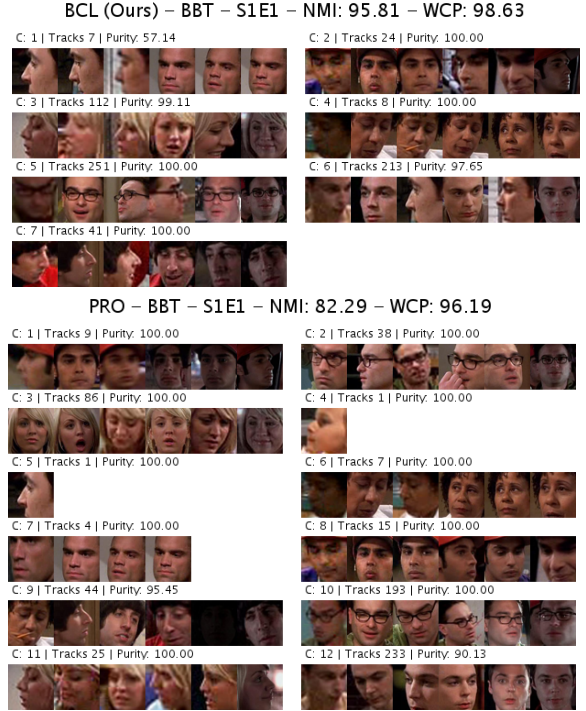 BCL (Ours) – BBT – S1E1 – NMI: 95.81 – WCP: 98.63
C: 1 | Tracks 7 | Purity: 57.14
C: 2 | Tracks 24 | Purity: 100.00
C: 3 | Tracks 112 | Purity: 99.11
C: 4 | Tracks 8 | Purity: 100.00
C: 5 | Tracks 251 | Purity: 100.00
C: 6 | Tracks 213 | Purity: 97.65
C: 7 | Tracks 41 | Purity: 100.00
PRO – BBT – S1E1 – NMI: 82.29 – WCP: 96.19
C: 1 | Tracks 9 | Purity: 100.00
C: 2 | Tracks 38 | Purity: 100.00
C: 3 | Tracks 86 | Purity: 100.00
C: 4 | Tracks 1 | Purity: 100.00
C: 5 | Tracks 1 | Purity: 100.00
C: 6 | Tracks 7 | Purity: 100.00
C: 7 | Tracks 4 | Purity: 100.00
C: 8 | Tracks 15 | Purity: 100.00
C: 9 | Tracks 44 | Purity: 95.45
C: 10 | Tracks 193 | Purity: 100.00
C: 11 | Tracks 25 | Purity: 100.00
C: 12 | Tracks 233 | Purity: 90.13